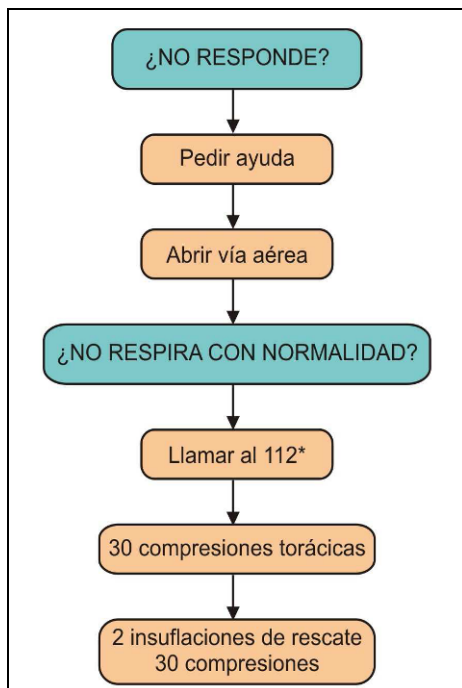 ¿NO RESPONDE?
Pedir ayuda
Abrir vía aérea
¿NO RESPIRA CON NORMALIDAD?
Llamar al 112*
30 compresiones torácicas
2 insuflaciones de rescate
30 compresiones